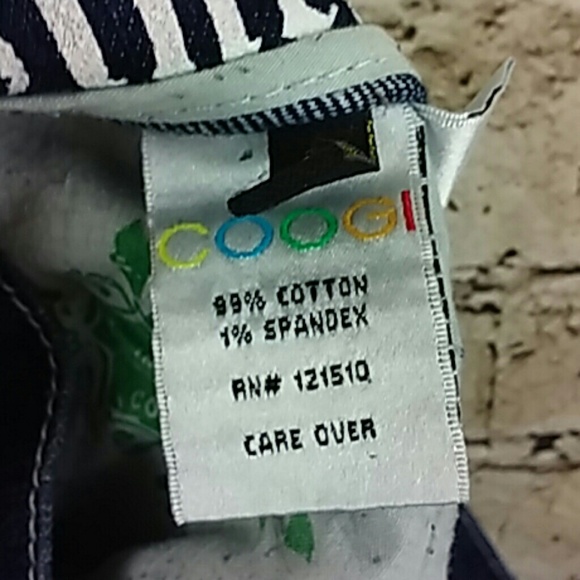 COOGI
99% COTTON
1% SPANDEX
RN# 121510
CARE OVER